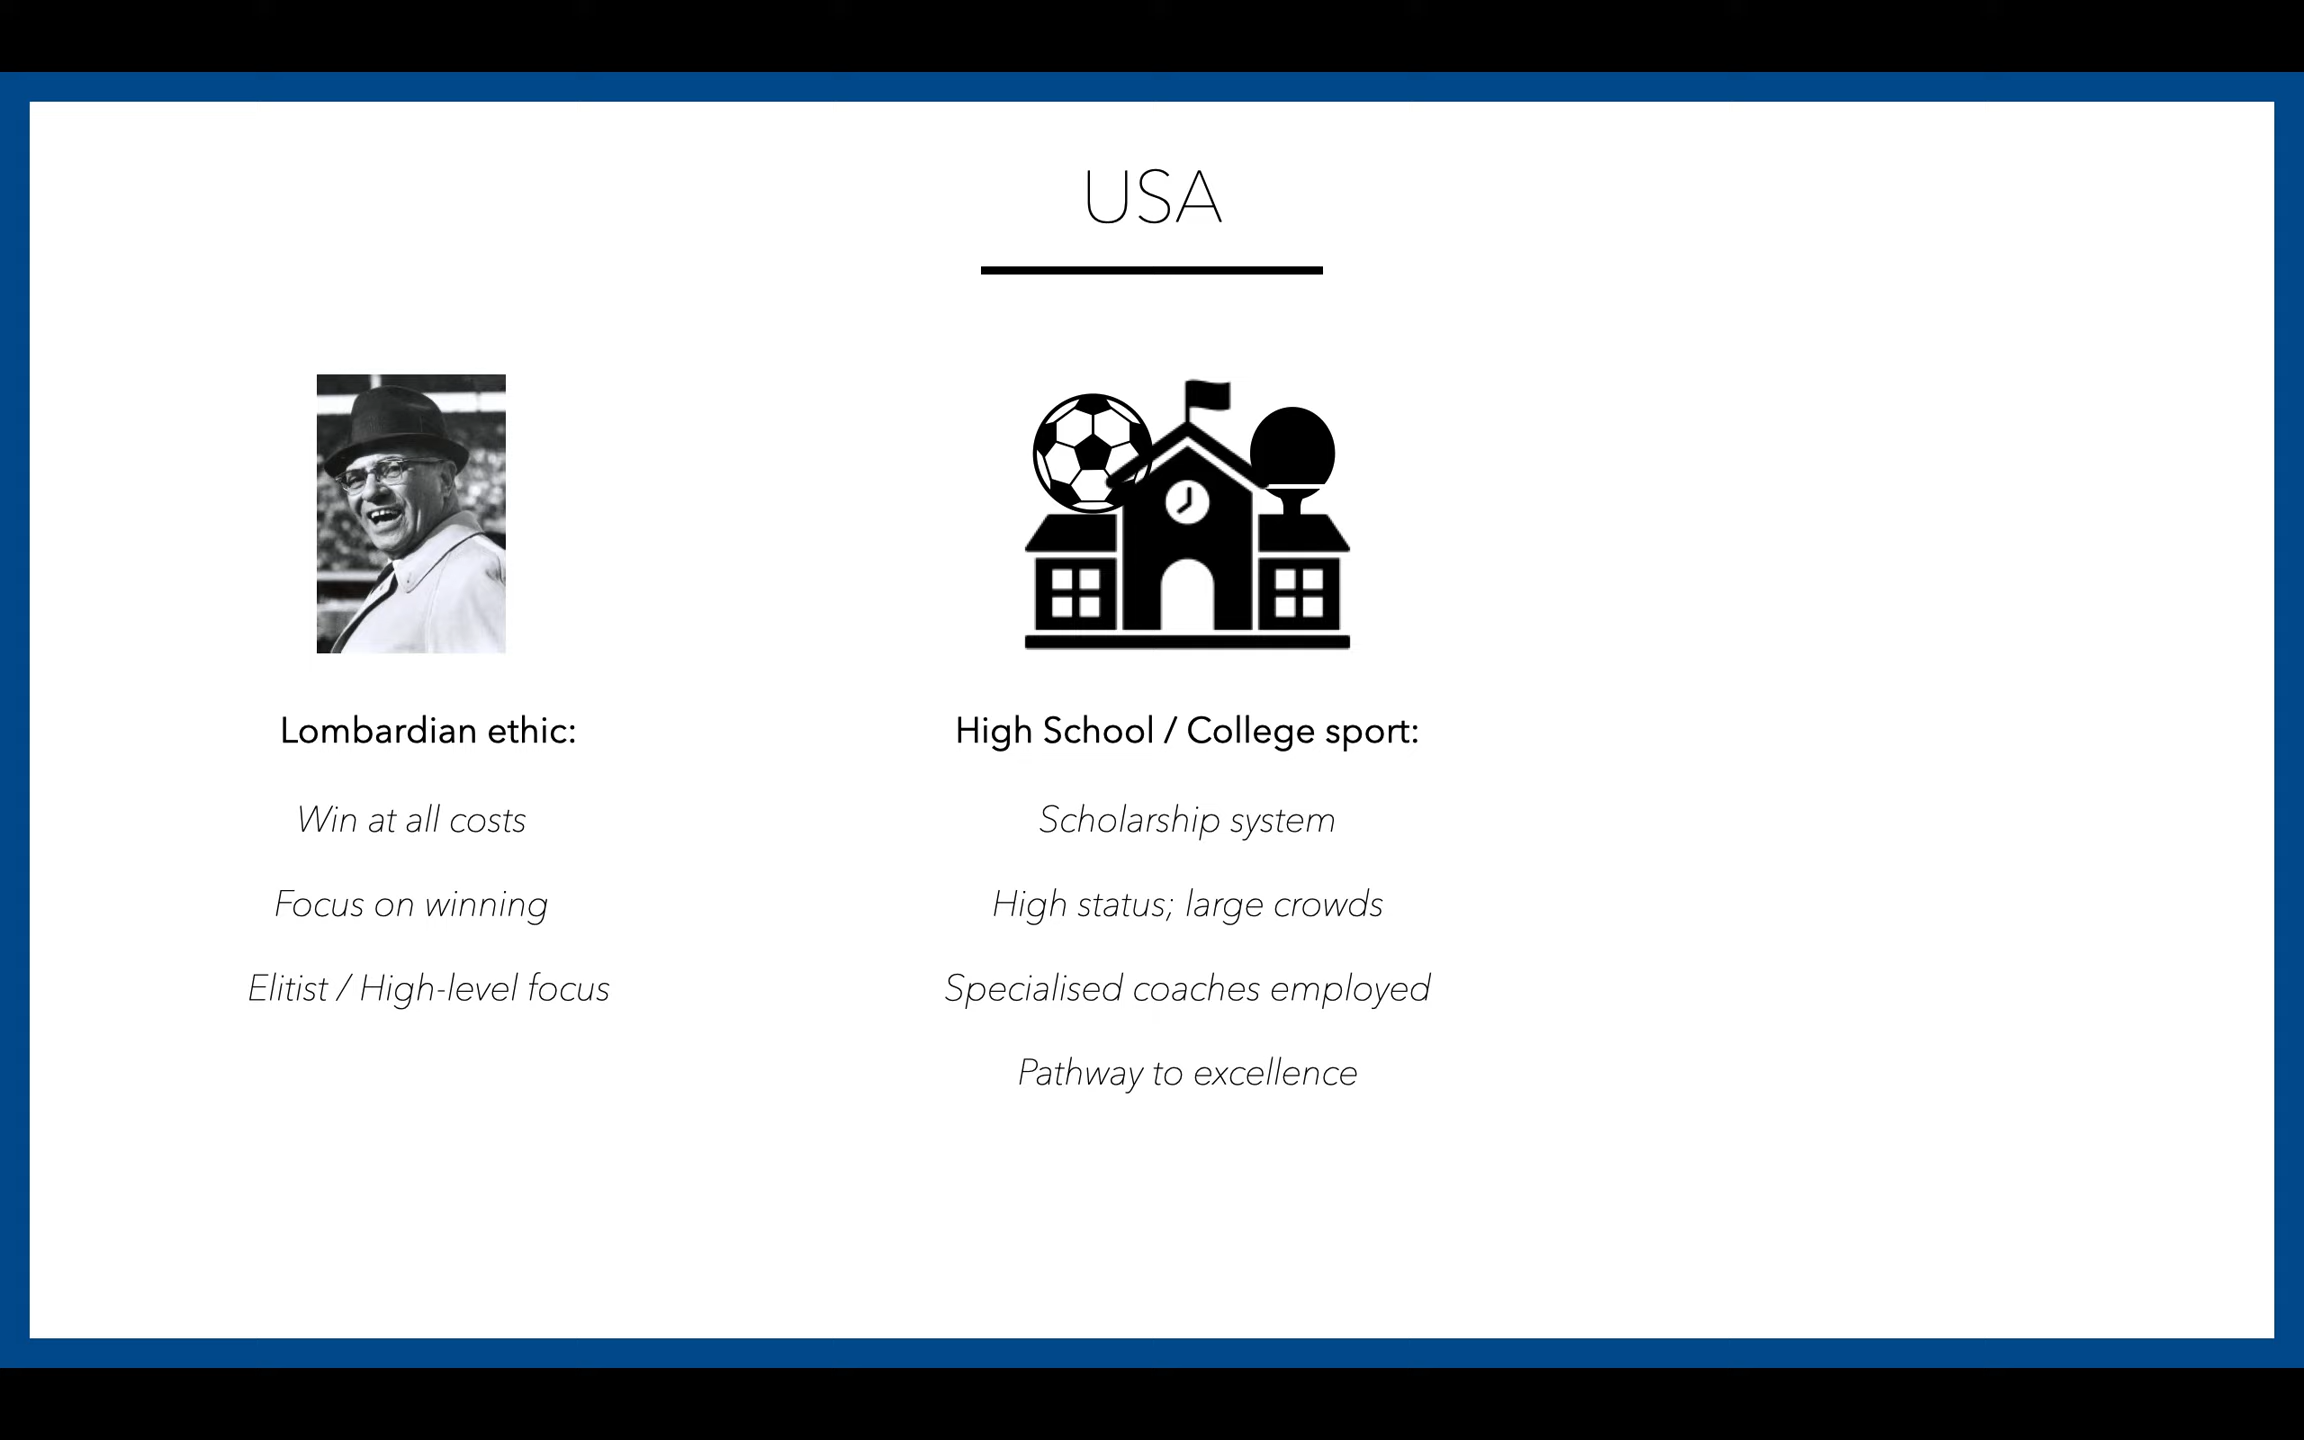 USA
Lombardian ethic:
Win at all costs
Focus on winning
Elitist / High-level focus
High School / College sport:
Scholarship system
High status; large crowds
Specialised coaches employed
Pathway to excellence